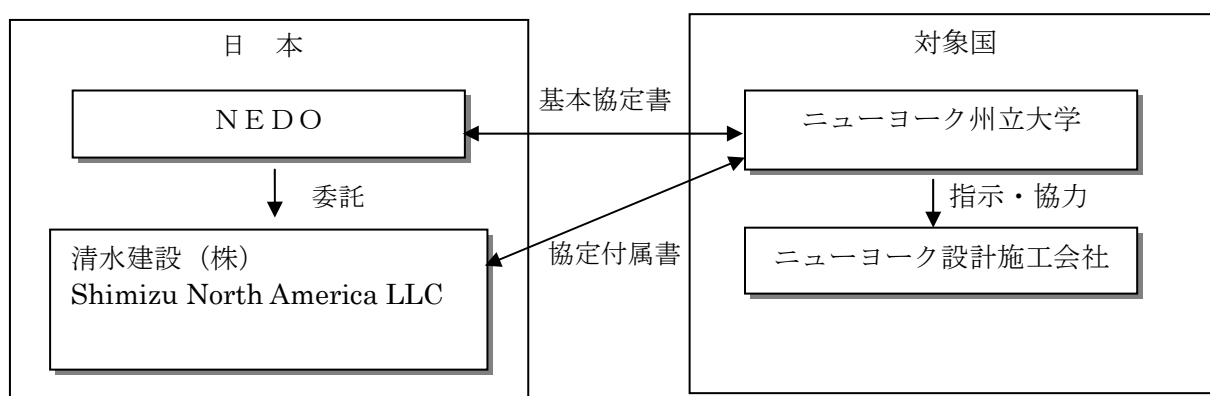 日　本
ＮＥＤＯ
委託
清水建設（株）
Shimizu North America LLC
基本協定書
協定付属書
対象国
ニューヨーク州立大学
指示・協力
ニューヨーク設計施工会社